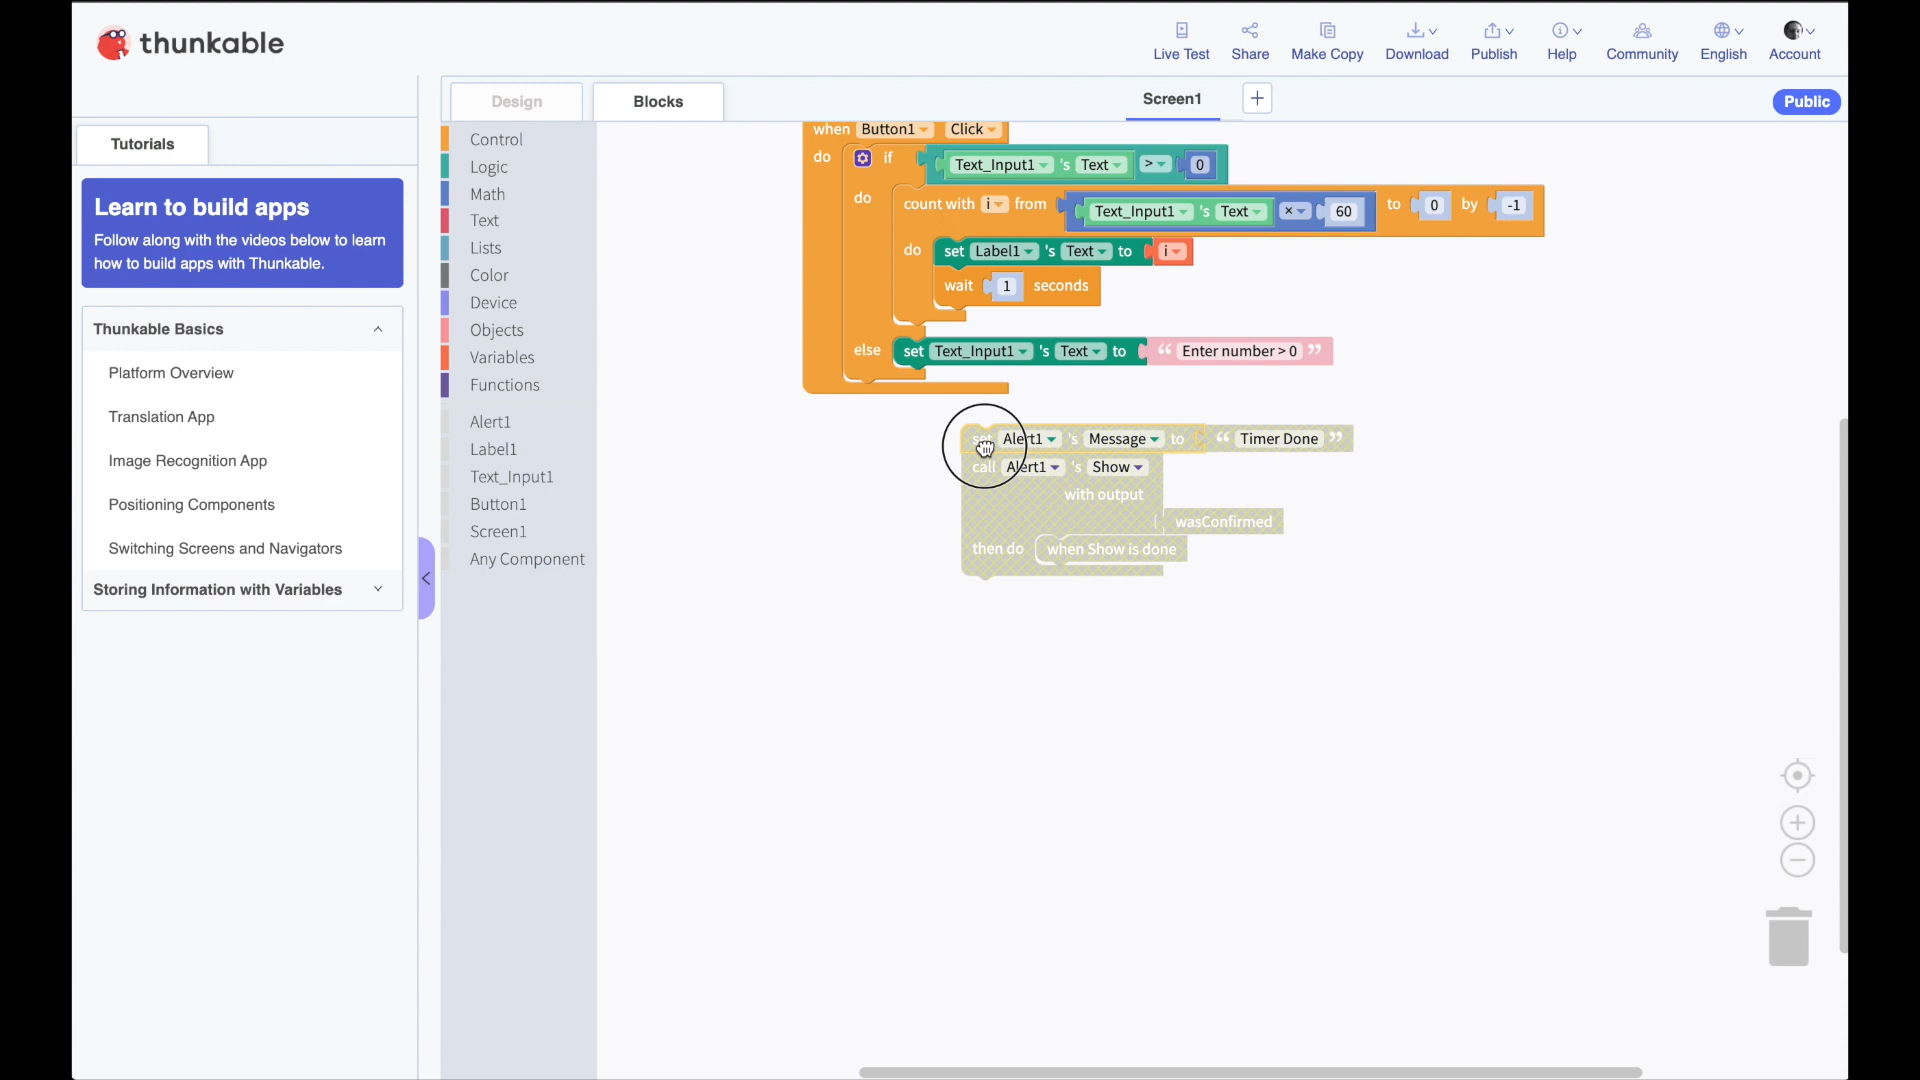 thunkable
Live Test
Share
Make Copy
Download
Publish
Help
Community
English
Account
Design
Blocks
Screen1
Public
Tutorials
Learn to build apps
Follow along with the videos below to learn
how to build apps with Thunkable.
Thunkable Basics
Platform Overview
Translation App
Image Recognition App
Positioning Components
Switching Screens and Navigators
Storing Information with Variables
Control
Logic
Math
Text
Lists
Color
Device
Objects
Variables
Functions
Alert1
Label1
Text_Input1
Button1
Screen1
Any Component
when Button1 Click
do if Text_Input1 's Text > 0
do count with i from Text_Input1 's Text × 60 to 0 by -1
do set Label1 's Text to i
wait 1 seconds
else set Text_Input1 's Text to “ Enter number > 0 ”
set Alert1 's Message to “ Timer Done ”
call Alert1 's Show
with output
wasConfirmed
then do when Show is done